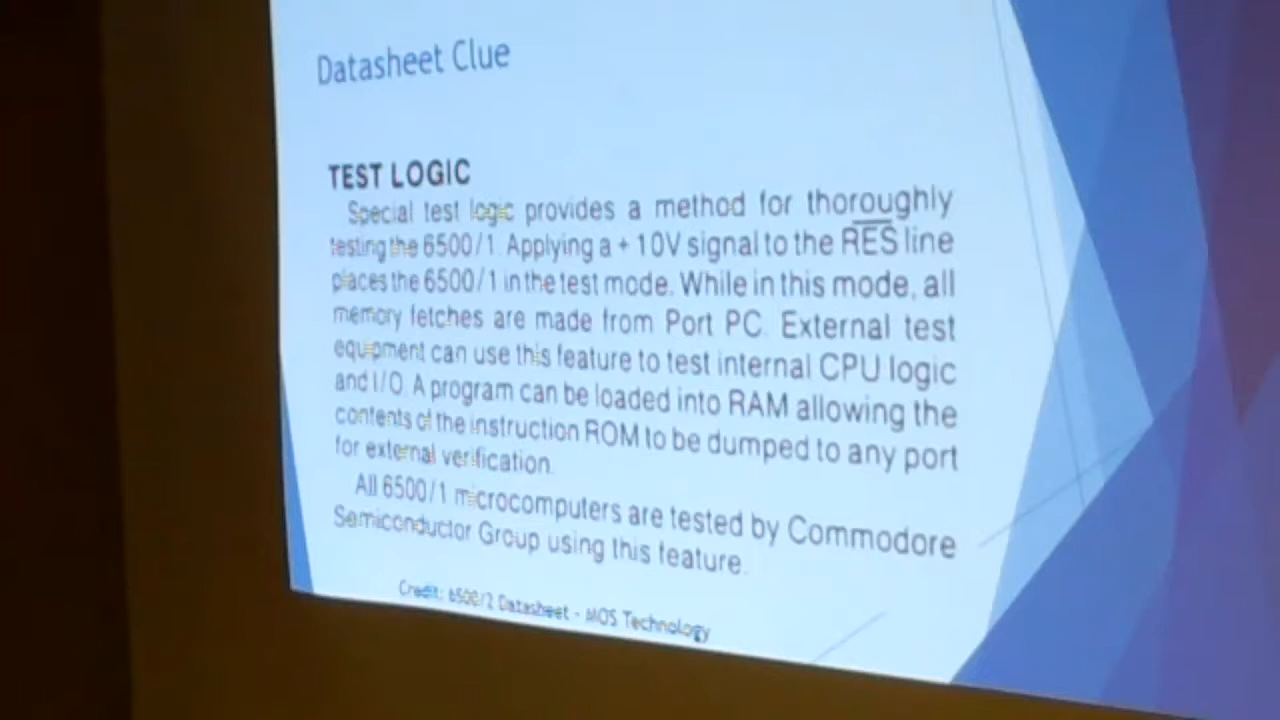 Datasheet Clue
TEST LOGIC
Special test logic provides a method for thoroughly
testing the 6500/1. Applying a + 10V signal to the RES line
places the 6500/1 in the test mode. While in this mode, all
memory fetches are made from Port PC. External test
equipment can use this feature to test internal CPU logic
and I/O. A program can be loaded into RAM allowing the
contents of the instruction ROM to be dumped to any port
for external verification.
All 6500/1 microcomputers are tested by Commodore
Semiconductor Group using this feature.
Credit: 6500/2 Datasheet - MOS Technology